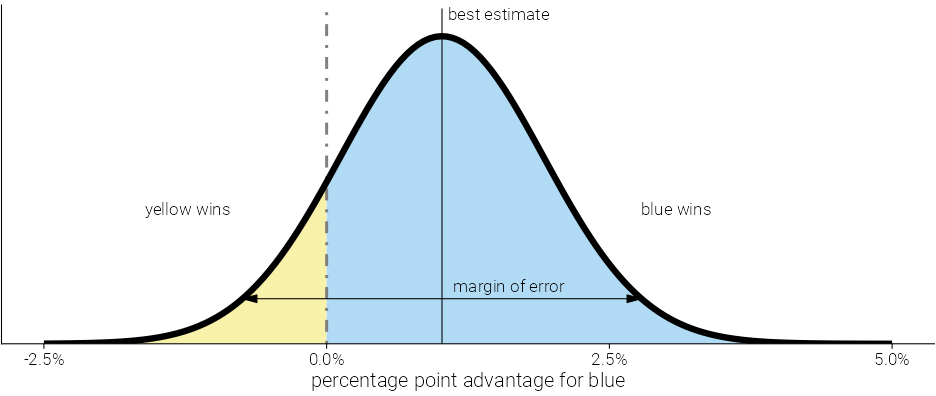 best estimate
yellow wins
blue wins
margin of error
-2.5%
0.0%
2.5%
5.0%
percentage point advantage for blue